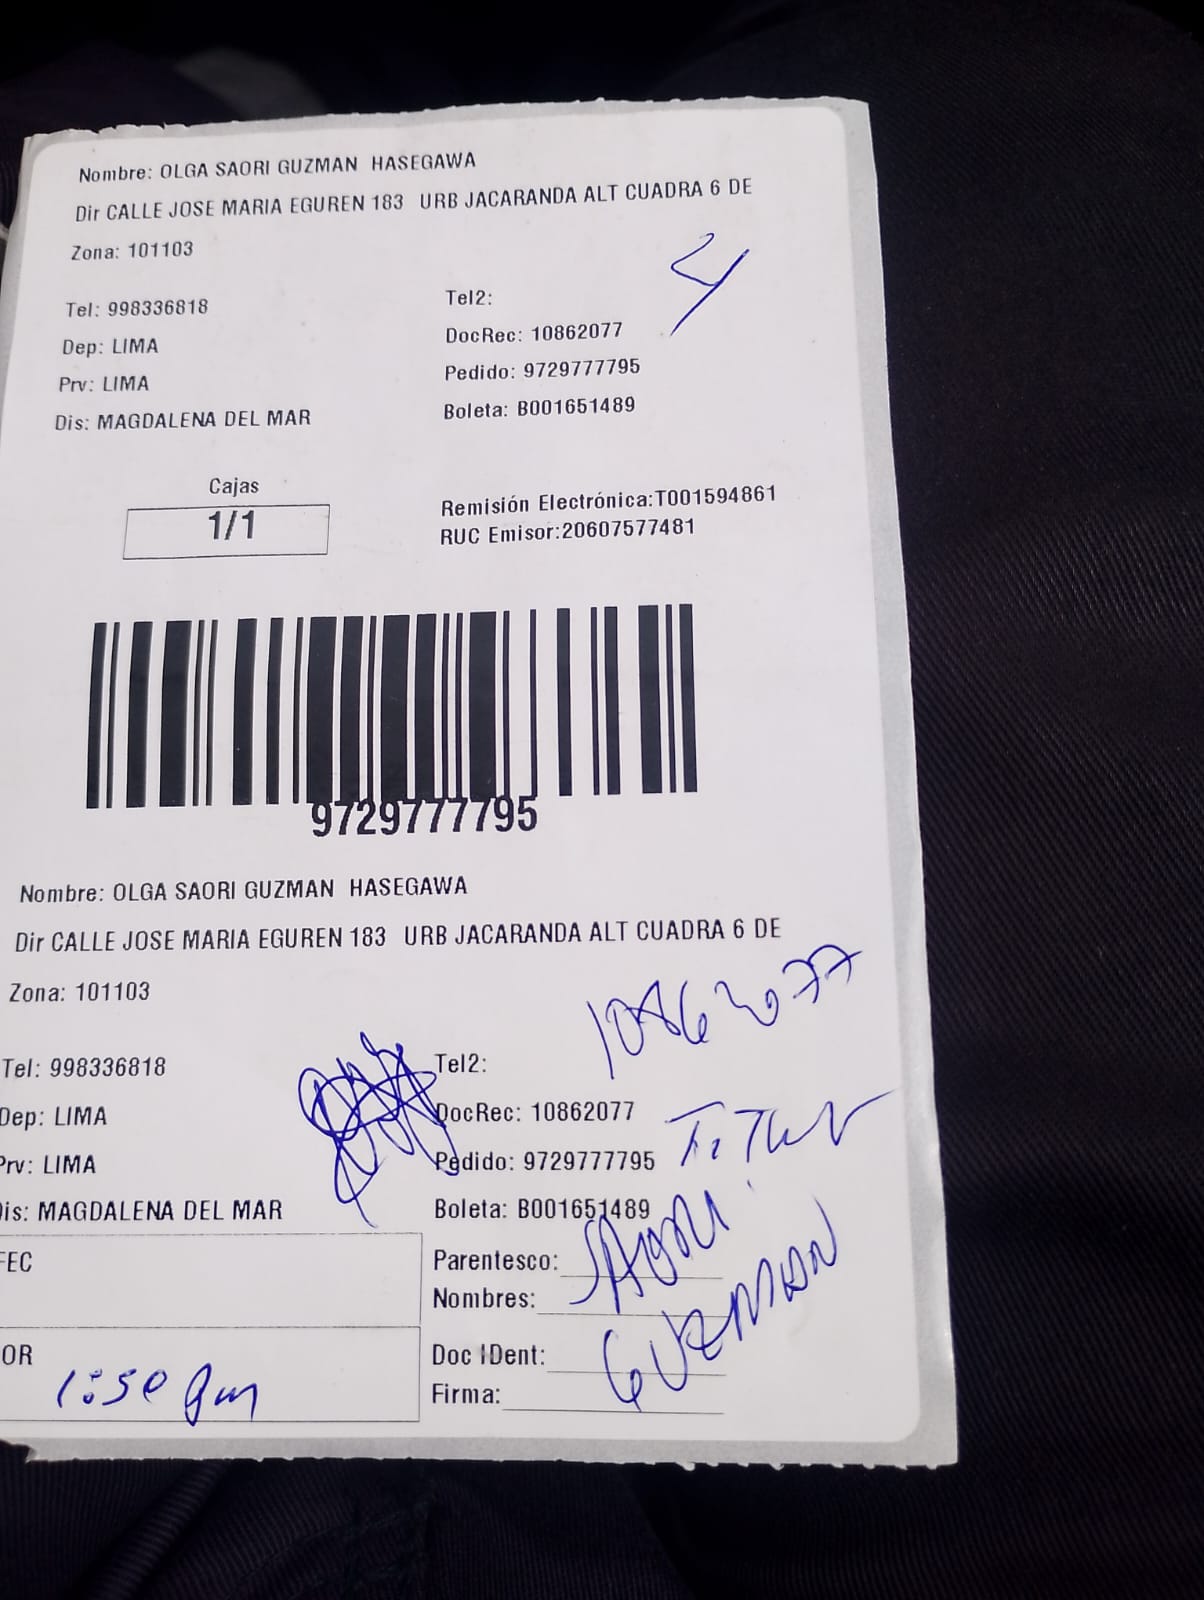 Nombre: OLGA SAORI GUZMAN HASEGAWA
Dir CALLE JOSE MARIA EGUREN 183 URB JACARANDA ALT CUADRA 6 DE
Zona: 101103
4
Tel: 998336818
Tel2:
DocRec: 10862077
Dep: LIMA
Pedido: 9729777795
Prv: LIMA
Boleta: B001651489
Dis: MAGDALENA DEL MAR
Cajas
1/1
Remisión Electrónica:T001594861
RUC Emisor:20607577481
9729777795
Nombre: OLGA SAORI GUZMAN HASEGAWA
Dir CALLE JOSE MARIA EGUREN 183 URB JACARANDA ALT CUADRA 6 DE
Zona: 101103
10862077
Tel: 998336818
Tel2:
Dep: LIMA
DocRec: 10862077
Prv: LIMA
Pedido: 9729777795
is: MAGDALENA DEL MAR
Boleta: B001651489
FEC
Parentesco:
SAORI
Nombres:
GUZMAN
OR
1:50 pm
Doc IDent:
Firma: